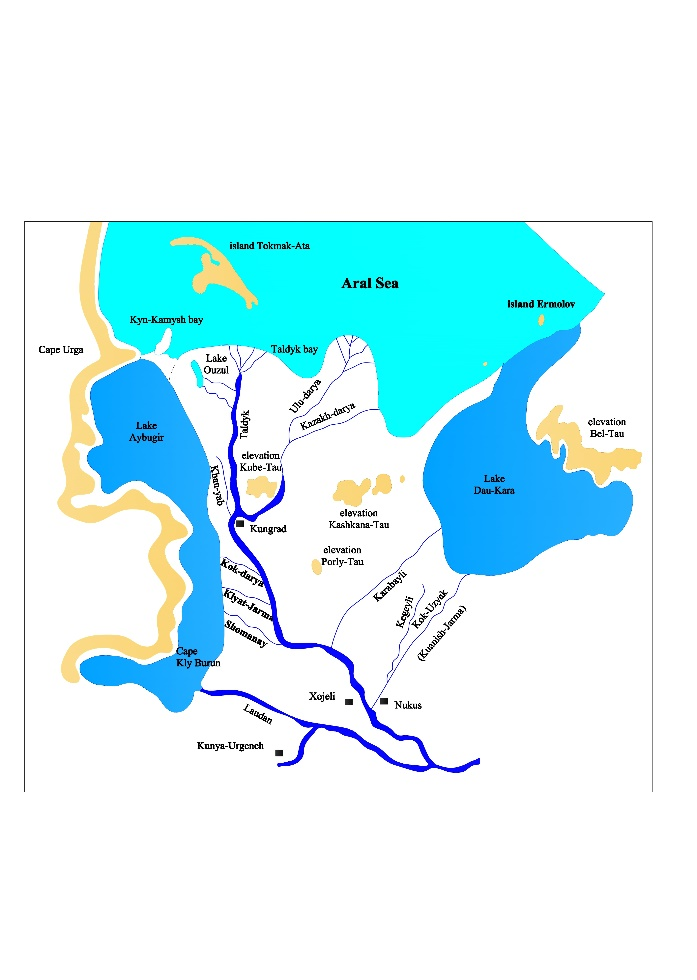 island Tokmak-Ata
Aral Sea
island Ermolov
Kyn-Kamysh bay
Cape Urga
Lake
Ouzul
Taldyk bay
Ulu-darya
Kazakh-darya
Taldyk
Lake
Aybugir
elevation
Bel-Tau
elevation
Kube-Tau
Khan-yab
Lake
Dau-Kara
elevation
Kashkana-Tau
Kungrad
elevation
Porly-Tau
Kok-darya
Kiyat-Jarma
Shomanay
Karabayli
Kegeyli
Kok-Uzyak
(Kuanish-Jarma)
Cape
Kly Burun
Xojeli
Nukus
Laudan
Kunya-Urgench